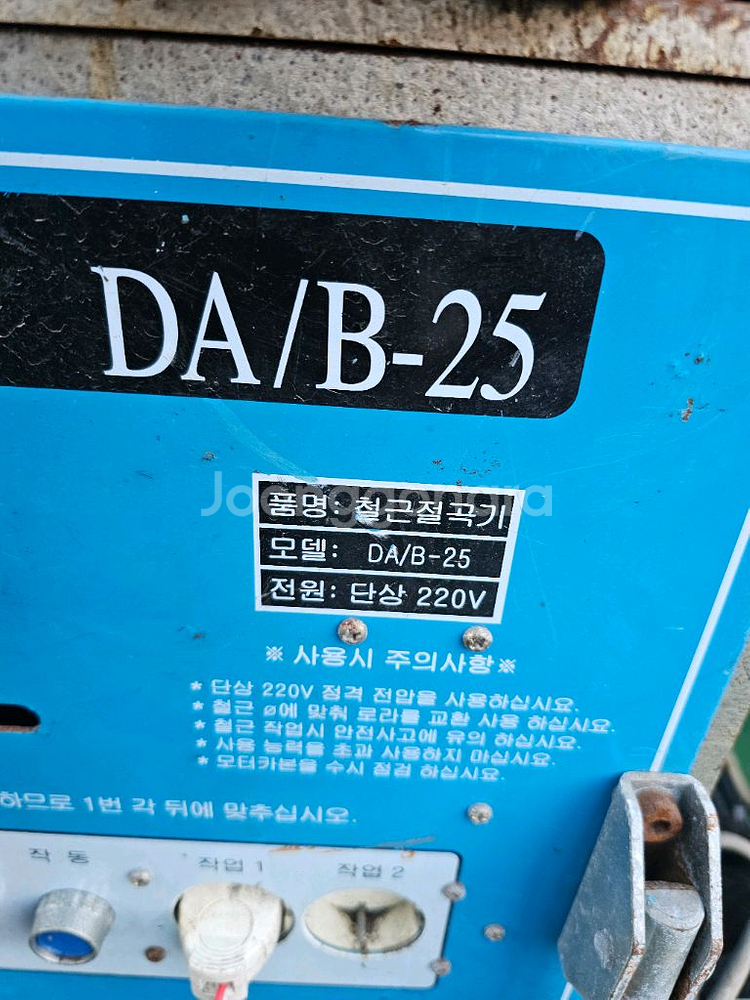 DA/B-25
Joonggonara
품명: 철근절곡기
모델: DA/B-25
전원: 단상 220V
※ 사용시 주의사항 ※
* 단상 220V 정격 전압을 사용하십시요.
* 철근 ø에 맞춰 로라를 교환 사용 하십시요.
* 철근 작업시 안전사고에 유의 하십시요.
* 사용 능력을 초과 사용하지 마십시요.
* 모터카본을 수시 점검 하십시요.
하므로 1번 각 뒤에 맞추십시오.
작 동 작업 1 작업 2